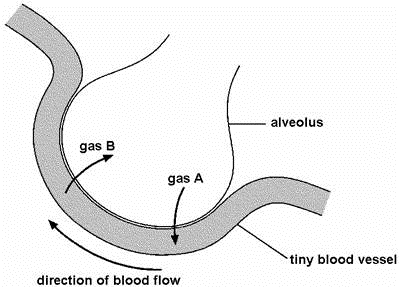 alveolus
gas B
gas A
tiny blood vessel
direction of blood flow